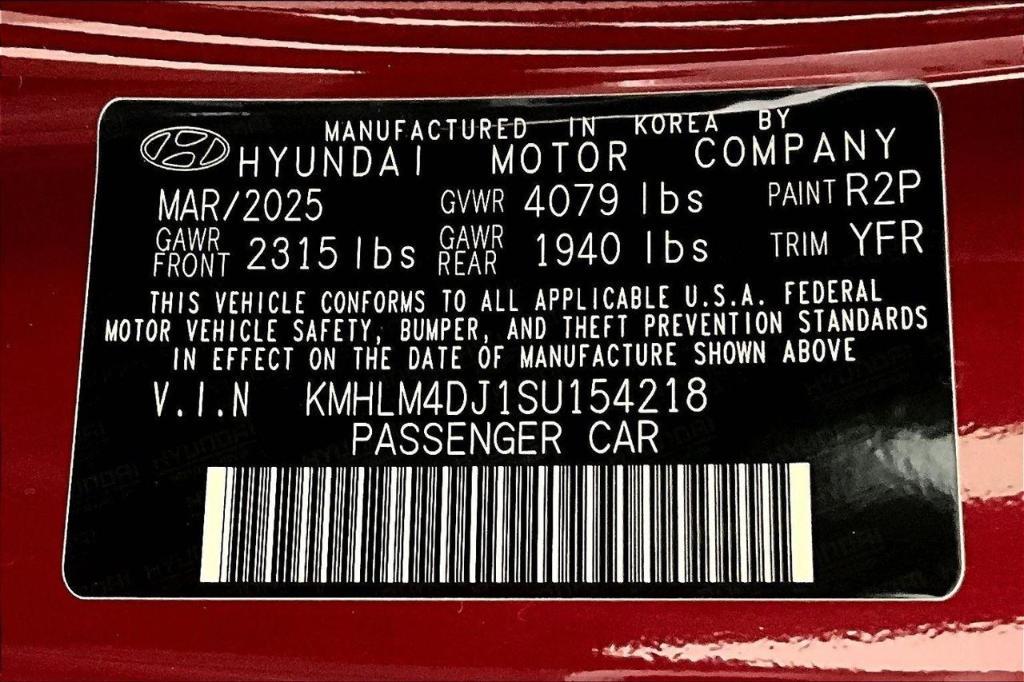 MANUFACTURED IN KOREA BY
HYUNDAI MOTOR COMPANY
MAR/2025 GVWR 4079 lbs PAINT R2P
GAWR FRONT 2315 lbs GAWR REAR 1940 lbs TRIM YFR
THIS VEHICLE CONFORMS TO ALL APPLICABLE U.S.A. FEDERAL
MOTOR VEHICLE SAFETY, BUMPER, AND THEFT PREVENTION STANDARDS
IN EFFECT ON THE DATE OF MANUFACTURE SHOWN ABOVE
V.I.N KMHLM4DJ1SU154218
PASSENGER CAR